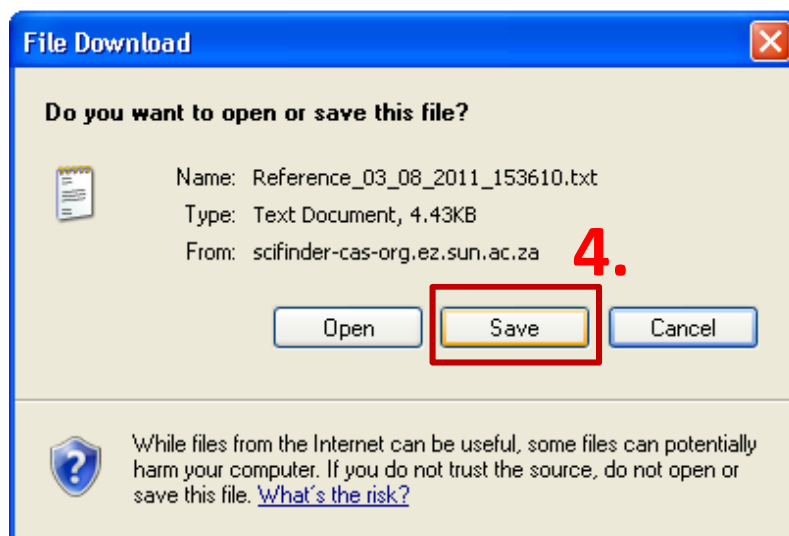 File Download
Do you want to open or save this file?
Name: Reference_03_08_2011_153610.txt
Type: Text Document, 4.43KB
From: scifinder-cas-org.ez.sun.ac.za
4.
Open Save Cancel
While files from the Internet can be useful, some files can potentially
harm your computer. If you do not trust the source, do not open or
save this file. What's the risk?